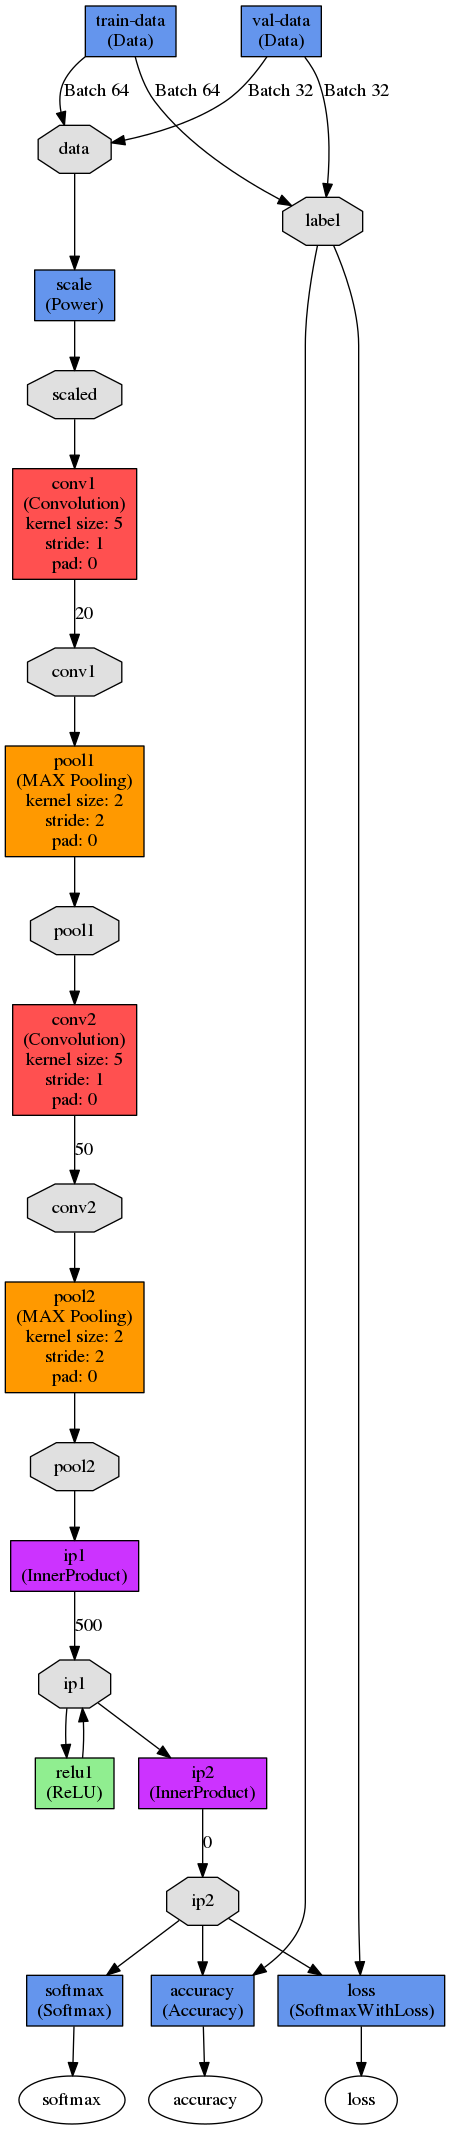 train-data
(Data)
val-data
(Data)
Batch 64
Batch 64
Batch 32
Batch 32
data
label
scale
(Power)
scaled
conv1
(Convolution)
kernel size: 5
stride: 1
pad: 0
20
conv1
pool1
(MAX Pooling)
kernel size: 2
stride: 2
pad: 0
pool1
conv2
(Convolution)
kernel size: 5
stride: 1
pad: 0
50
conv2
pool2
(MAX Pooling)
kernel size: 2
stride: 2
pad: 0
pool2
ip1
(InnerProduct)
500
ip1
relu1
(ReLU)
ip2
(InnerProduct)
0
ip2
softmax
(Softmax)
accuracy
(Accuracy)
loss
(SoftmaxWithLoss)
softmax
accuracy
loss